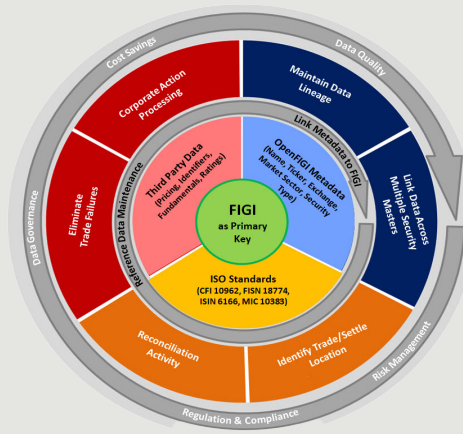 Cost Savings
Data Quality
Corporate Action
Processing
Maintain Data
Lineage
Link Metadata to FIGI
Third Party Data
(Pricing, Identifiers,
Fundamentals, Ratings)
OpenFIGI Metadata
(Name, Ticker, Exchange,
Market Sector, Security
Type)
Link Data Across
Multiple Security
Masters
Eliminate
Trade Failures
Data Governance
Reference Data Maintenance
FIGI
as Primary
Key
ISO Standards
(CFI 10962, FISN 18774,
ISIN 6166, MIC 10383)
Reconciliation
Activity
Identify Trade/Settle
Location
Risk Management
Regulation & Compliance